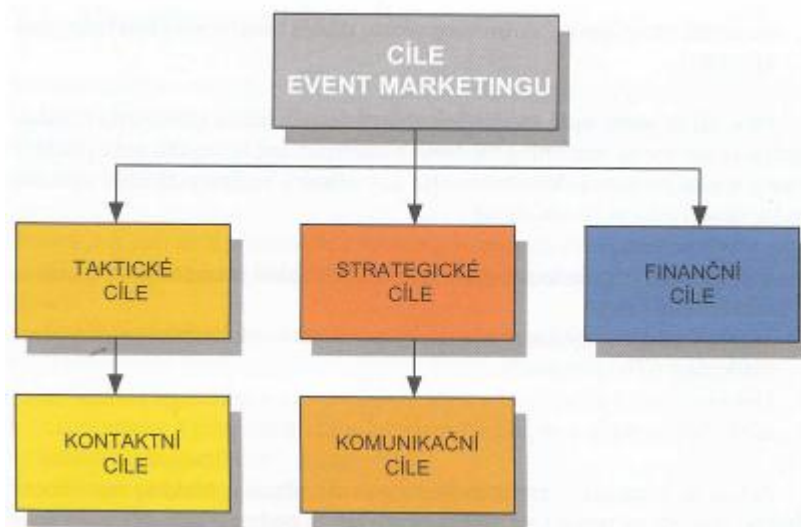 CÍLE
EVENT MARKETINGU
TAKTICKÉ
CÍLE
STRATEGICKÉ
CÍLE
FINANČNÍ
CÍLE
KONTAKTNÍ
CÍLE
KOMUNIKAČNÍ
CÍLE